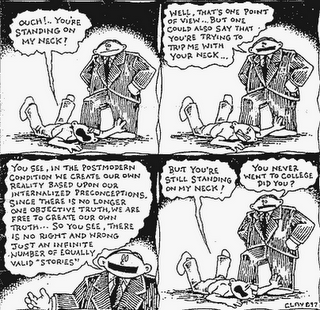 OUCH!.. YOU'RE
STANDING ON
MY NECK!
WELL, THAT'S ONE POINT
OF VIEW... BUT ONE
COULD ALSO SAY THAT
YOU'RE TRYING TO
TRIP ME WITH
YOUR NECK...
YOU SEE, IN THE POSTMODERN
CONDITION WE CREATE OUR OWN
REALITY BASED UPON OUR
INTERNALIZED PRECONCEPTIONS.
SINCE THERE IS NO LONGER
ONE OBJECTIVE TRUTH, WE ARE
FREE TO CREATE OUR OWN
TRUTH... SO YOU SEE, THERE
IS NO RIGHT AND WRONG
JUST AN INFINITE
NUMBER OF EQUALLY
VALID "STORIES"
BUT YOU'RE
STILL STANDING
ON MY NECK!
YOU NEVER
WENT TO COLLEGE
DID YOU?